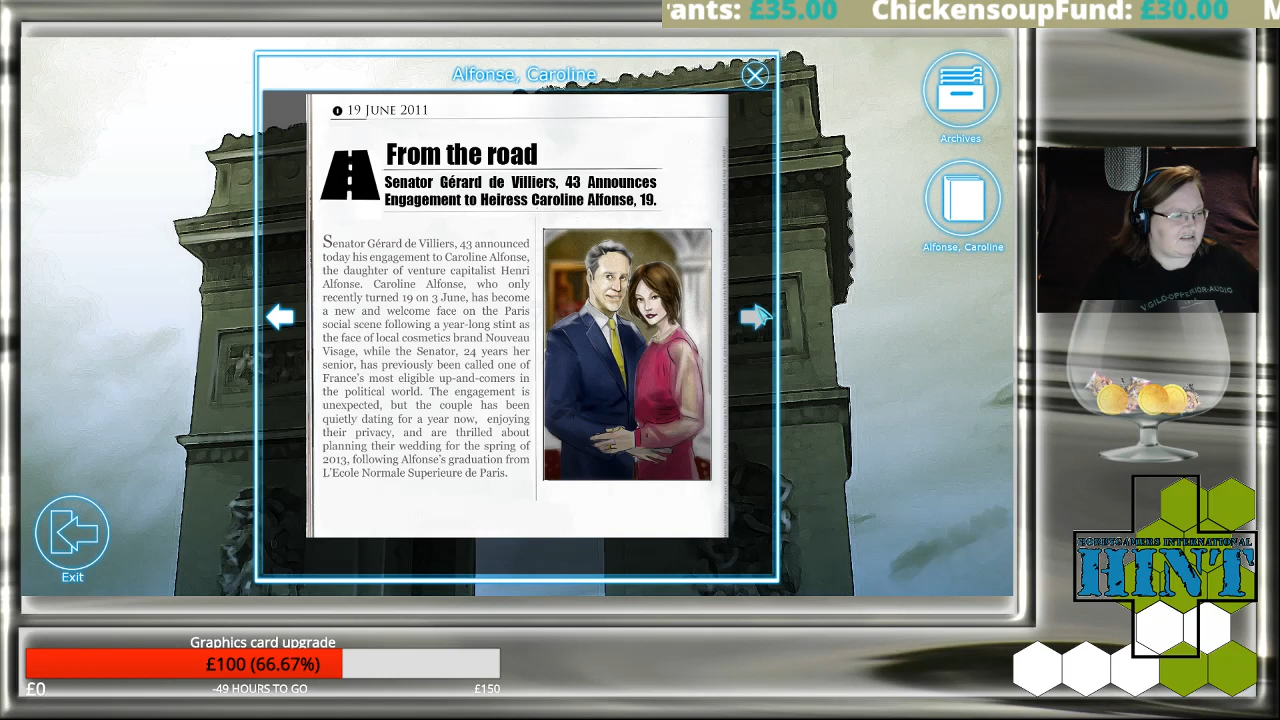 ants: £35.00 ChickensoupFund: £30.00 M
Alfonse, Caroline
19 JUNE 2011
From the road
Senator Gérard de Villiers, 43 Announces
Engagement to Heiress Caroline Alfonse, 19.
Senator Gérard de Villiers, 43 announced
today his engagement to Caroline Alfonse,
the daughter of venture capitalist Henri
Alfonse. Caroline Alfonse, who only
recently turned 19 on 3 June, has become
a new and welcome face on the Paris
social scene following a year-long stint as
the face of local cosmetics brand Nouveau
Visage, while the Senator, 24 years her
senior, has previously been called one of
France's most eligible up-and-comers in
the political world. The engagement is
unexpected, but the couple has been
quietly dating for a year now, enjoying
their privacy, and are thrilled about
planning their wedding for the spring of
2013, following Alfonse's graduation from
L'Ecole Normale Superieure de Paris.
Archives
Alfonse, Caroline
Exit
HINT
Graphics card upgrade
£100 (66.67%)
£0
-49 HOURS TO GO
£150